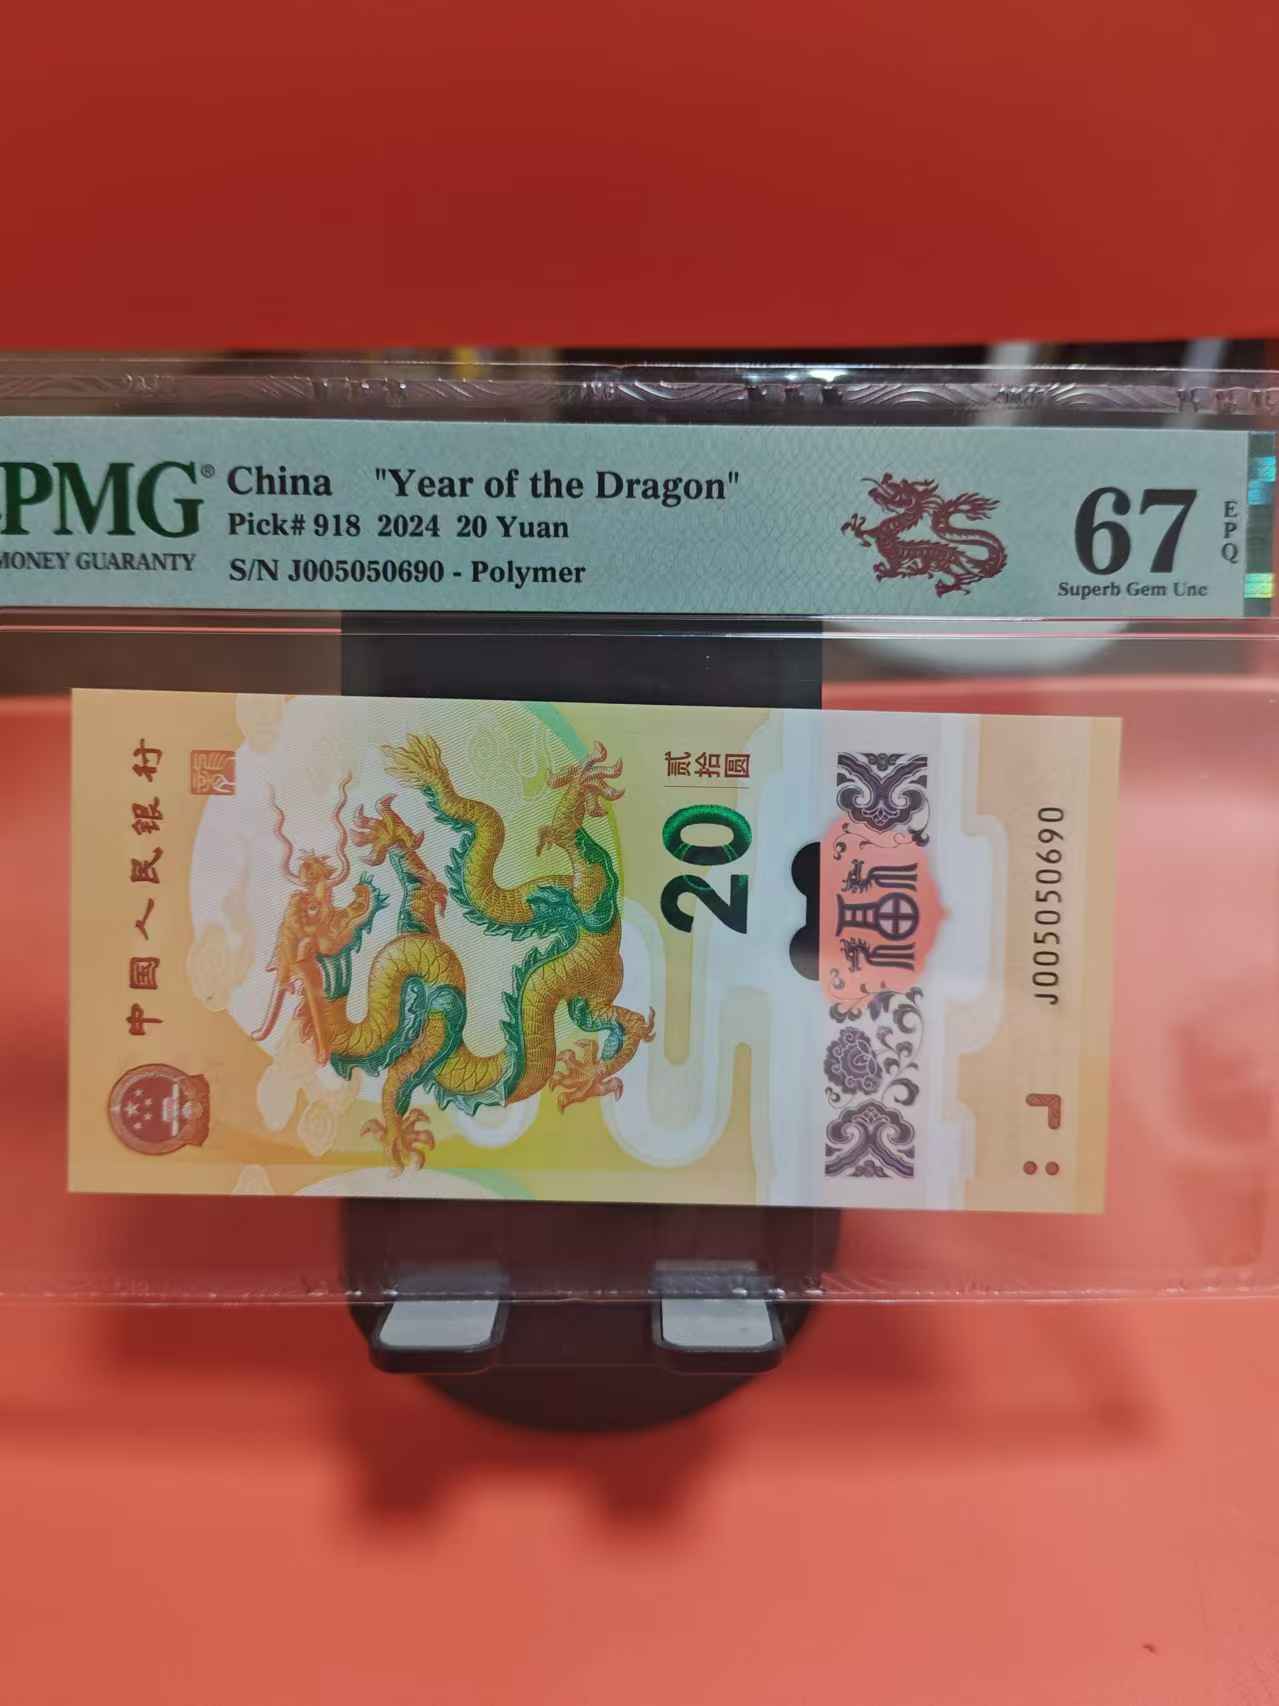 PMG®
MONEY GUARANTY
China "Year of the Dragon"
Pick# 918 2024 20 Yuan
S/N J005050690 - Polymer
67
EPQ
Superb Gem Unc
中国人民银行
贰拾圆
20
J005050690